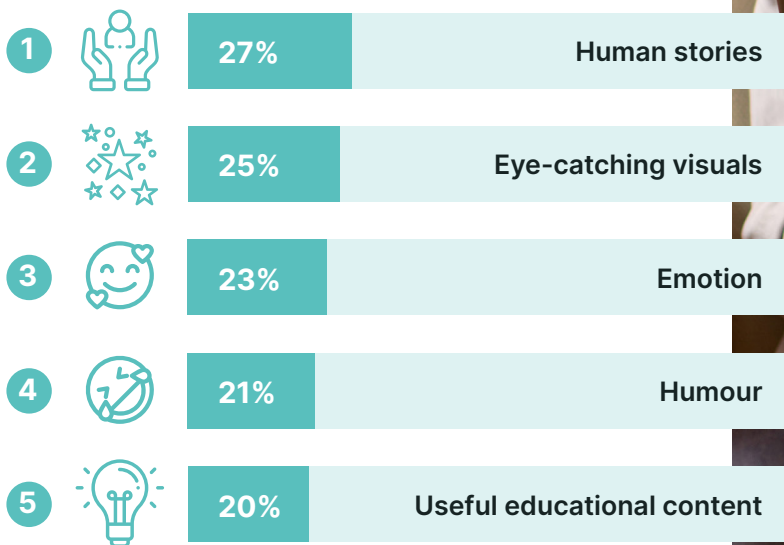 1
27%
Human stories
2
25%
Eye-catching visuals
3
23%
Emotion
4
21%
Humour
5
20%
Useful educational content